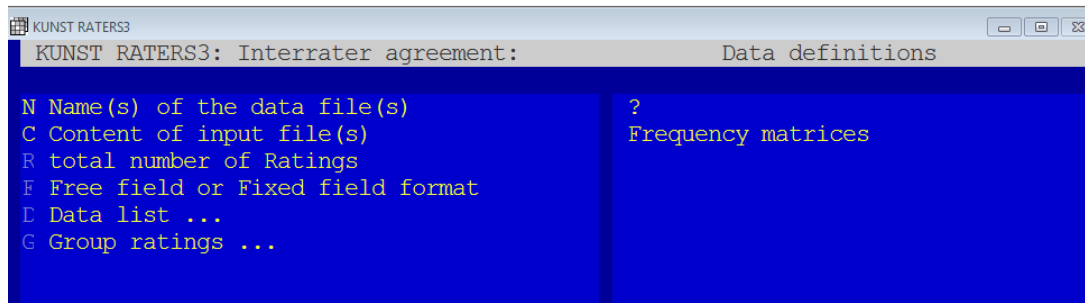 KUNST RATERS3
KUNST RATERS3: Interrater agreement: Data definitions
N Name(s) of the data file(s) ?
C Content of input file(s) Frequency matrices
R total number of Ratings
F Free field or Fixed field format
D Data list ...
G Group ratings ...